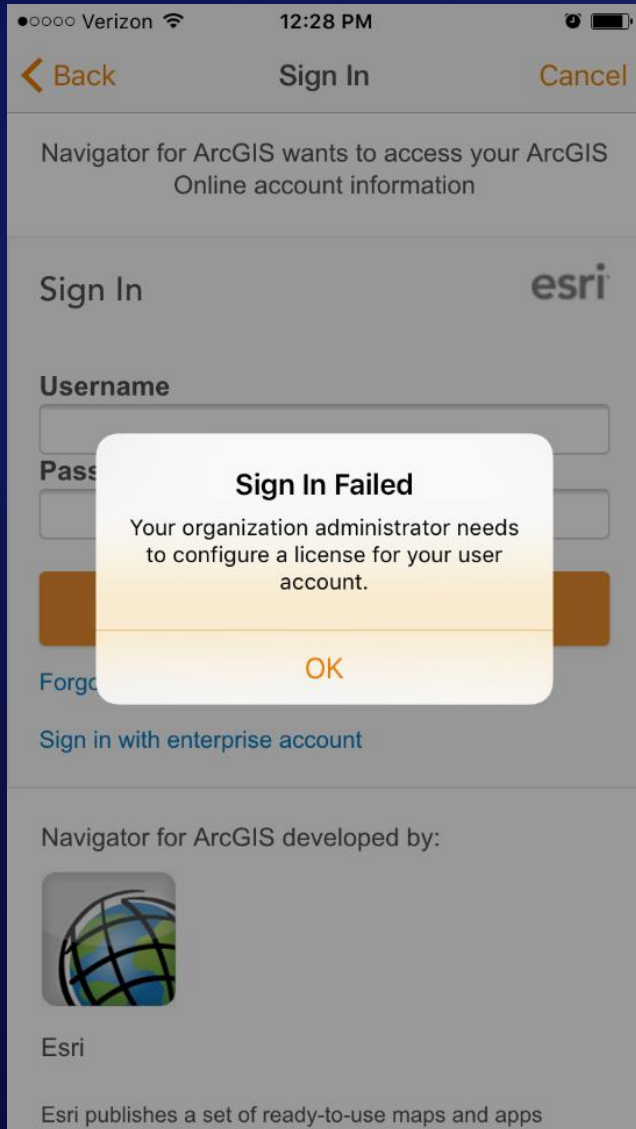 Verizon 12:28 PM
Back Sign In Cancel
Navigator for ArcGIS wants to access your ArcGIS
Online account information
Sign In esri
Username
Pass
Sign In Failed
Your organization administrator needs
to configure a license for your user
account.
OK
Forgo
Sign in with enterprise account
Navigator for ArcGIS developed by:
Esri
Esri publishes a set of ready-to-use maps and apps